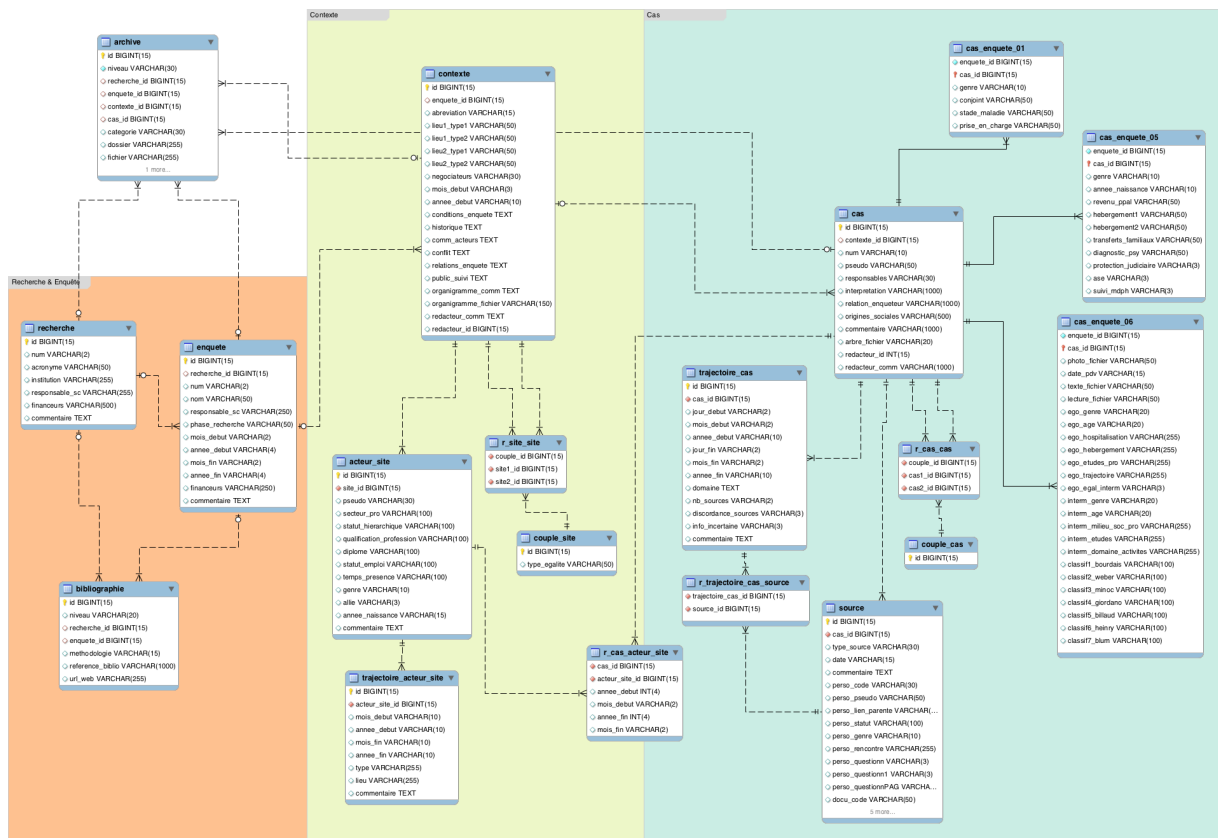 Contexte
Cas
Recherche & Enquête
archive
id BIGINT(15)
niveau VARCHAR(30)
recherche_id BIGINT(15)
enquete_id BIGINT(15)
contexte_id BIGINT(15)
cas_id BIGINT(15)
categorie VARCHAR(30)
dossier VARCHAR(255)
fichier VARCHAR(255)
1 more...
recherche
id BIGINT(15)
num VARCHAR(2)
acronyme VARCHAR(50)
institution VARCHAR(255)
responsable_sc VARCHAR(255)
financeurs VARCHAR(500)
commentaire TEXT
enquete
id BIGINT(15)
recherche_id BIGINT(15)
num VARCHAR(2)
nom VARCHAR(50)
responsable_sc VARCHAR(250)
phase_recherche VARCHAR(50)
mois_debut VARCHAR(2)
annee_debut VARCHAR(4)
mois_fin VARCHAR(2)
annee_fin VARCHAR(4)
financeurs VARCHAR(250)
commentaire TEXT
bibliographie
id BIGINT(15)
niveau VARCHAR(20)
recherche_id BIGINT(15)
enquete_id BIGINT(15)
methodologie VARCHAR(15)
reference_biblio VARCHAR(1000)
url_web VARCHAR(255)
contexte
id BIGINT(15)
enquete_id BIGINT(15)
abreviation VARCHAR(15)
lieu1_type1 VARCHAR(50)
lieu1_type2 VARCHAR(50)
lieu2_type1 VARCHAR(50)
lieu2_type2 VARCHAR(50)
negociateurs VARCHAR(30)
mois_debut VARCHAR(3)
annee_debut VARCHAR(10)
conditions_enquete TEXT
historique TEXT
comm_acteurs TEXT
conflit TEXT
relations_enquete TEXT
public_suivi TEXT
organigramme_comm TEXT
organigramme_fichier VARCHAR(150)
redacteur_comm TEXT
redacteur_id BIGINT(15)
acteur_site
id BIGINT(15)
site_id BIGINT(15)
pseudo VARCHAR(30)
secteur_pro VARCHAR(100)
statut_hierarchique VARCHAR(100)
qualification_profession VARCHAR(100)
diplome VARCHAR(100)
statut_emploi VARCHAR(100)
temps_presence VARCHAR(100)
genre VARCHAR(10)
allie VARCHAR(3)
annee_naissance VARCHAR(15)
commentaire TEXT
r_site_site
couple_id BIGINT(15)
site1_id BIGINT(15)
site2_id BIGINT(15)
couple_site
id BIGINT(15)
type_egalite VARCHAR(50)
trajectoire_acteur_site
id BIGINT(15)
acteur_site_id BIGINT(15)
mois_debut VARCHAR(10)
annee_debut VARCHAR(10)
mois_fin VARCHAR(10)
annee_fin VARCHAR(10)
type VARCHAR(255)
lieu VARCHAR(255)
commentaire TEXT
r_cas_acteur_site
cas_id BIGINT(15)
acteur_site_id BIGINT(15)
annee_debut INT(4)
mois_debut VARCHAR(2)
annee_fin INT(4)
mois_fin VARCHAR(2)
cas_enquete_01
enquete_id BIGINT(15)
cas_id BIGINT(15)
genre VARCHAR(10)
conjoint VARCHAR(50)
stade_maladie VARCHAR(50)
prise_en_charge VARCHAR(50)
cas_enquete_05
enquete_id BIGINT(15)
cas_id BIGINT(15)
genre VARCHAR(10)
annee_naissance VARCHAR(10)
revenu_ppal VARCHAR(50)
hebergement1 VARCHAR(50)
hebergement2 VARCHAR(50)
transferts_familiaux VARCHAR(50)
diagnostic_psy VARCHAR(50)
protection_judiciaire VARCHAR(3)
ase VARCHAR(3)
suivi_mdph VARCHAR(3)
cas
id BIGINT(15)
contexte_id BIGINT(15)
num VARCHAR(10)
pseudo VARCHAR(50)
responsables VARCHAR(30)
interpretation VARCHAR(1000)
relation_enqueteur VARCHAR(1000)
origines_sociales VARCHAR(500)
commentaire VARCHAR(1000)
arbre_fichier VARCHAR(20)
redacteur_id INT(15)
redacteur_comm VARCHAR(1000)
cas_enquete_06
enquete_id BIGINT(15)
cas_id BIGINT(15)
photo_fichier VARCHAR(50)
date_pdv VARCHAR(15)
texte_fichier VARCHAR(50)
lecture_fichier VARCHAR(50)
ego_genre VARCHAR(20)
ego_age VARCHAR(20)
ego_hospitalisation VARCHAR(255)
ego_hebergement VARCHAR(255)
ego_etudes_pro VARCHAR(255)
ego_trajectoire VARCHAR(255)
ego_egal_interm VARCHAR(3)
interm_genre VARCHAR(20)
interm_age VARCHAR(20)
interm_milieu_soc_pro VARCHAR(255)
interm_etudes VARCHAR(255)
interm_domaine_activites VARCHAR(255)
classif1_bourdais VARCHAR(100)
classif2_weber VARCHAR(100)
classif3_minoc VARCHAR(100)
classif4_giordano VARCHAR(100)
classif5_billaud VARCHAR(100)
classif6_heinry VARCHAR(100)
classif7_blum VARCHAR(100)
trajectoire_cas
id BIGINT(15)
cas_id BIGINT(15)
jour_debut VARCHAR(2)
mois_debut VARCHAR(2)
annee_debut VARCHAR(10)
jour_fin VARCHAR(2)
mois_fin VARCHAR(2)
annee_fin VARCHAR(10)
domaine TEXT
nb_sources VARCHAR(2)
discordance_sources VARCHAR(3)
info_incertaine VARCHAR(3)
commentaire TEXT
r_cas_cas
couple_id BIGINT(15)
cas1_id BIGINT(15)
cas2_id BIGINT(15)
couple_cas
id BIGINT(15)
r_trajectoire_cas_source
trajectoire_cas_id BIGINT(15)
source_id BIGINT(15)
source
id BIGINT(15)
cas_id BIGINT(15)
type_source VARCHAR(30)
date VARCHAR(15)
commentaire TEXT
perso_code VARCHAR(30)
perso_pseudo VARCHAR(50)
perso_lien_parente VARCHAR(...
perso_statut VARCHAR(100)
perso_genre VARCHAR(10)
perso_rencontre VARCHAR(255)
perso_questionn VARCHAR(3)
perso_questionn1 VARCHAR(3)
perso_questionnPAG VARCHA...
docu_code VARCHAR(50)
5 more...